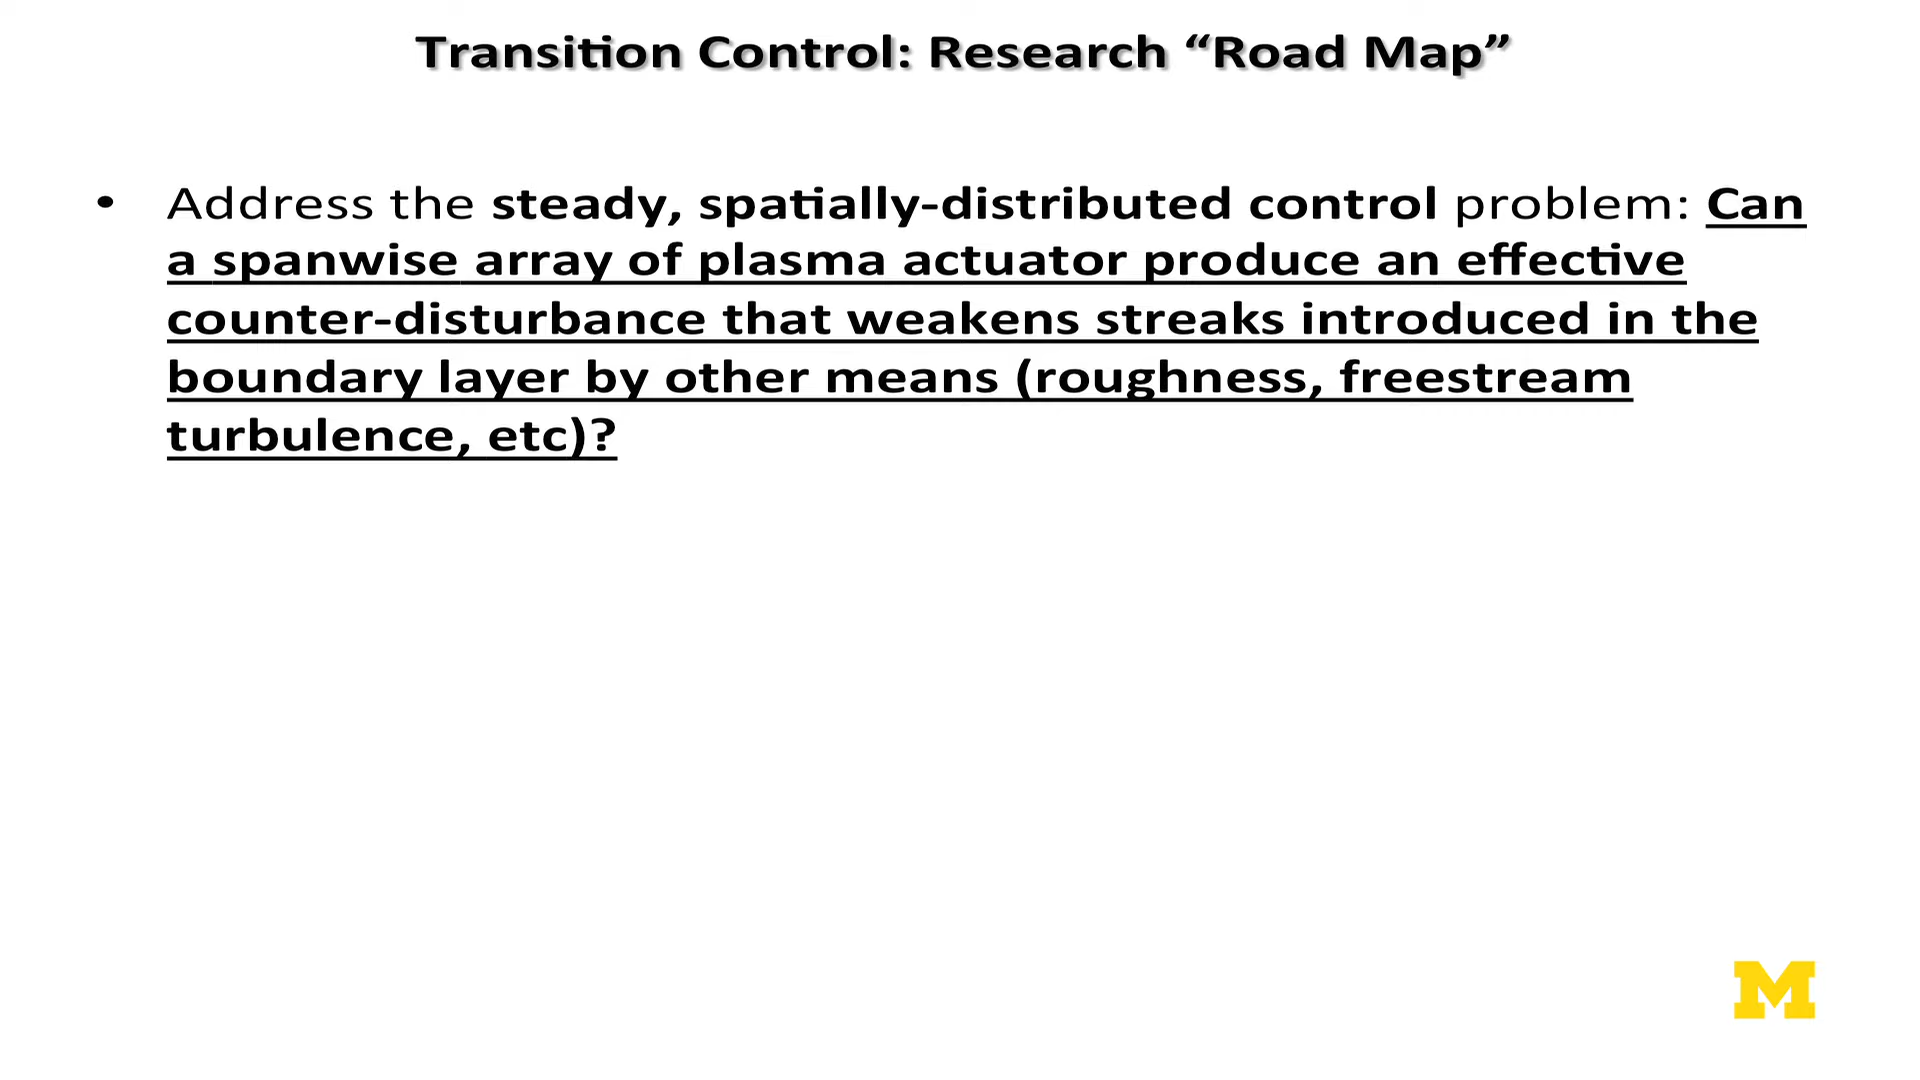 Transition Control: Research “Road Map”
• Address the steady, spatially-distributed control problem: Can
a spanwise array of plasma actuator produce an effective
counter-disturbance that weakens streaks introduced in the
boundary layer by other means (roughness, freestream
turbulence, etc)?
M